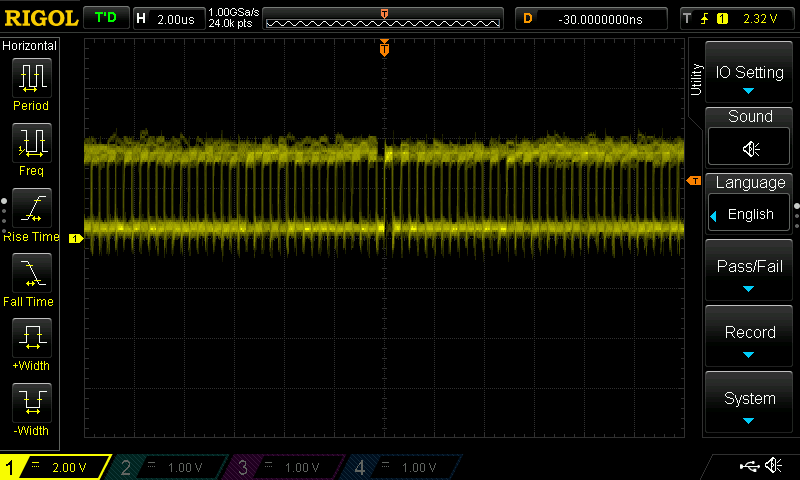 RIGOL T'D H 2.00us 1.00GSa/s 24.0k pts T D -30.0000000ns T 1 2.32 V
Horizontal
Period
Freq
Rise Time
Fall Time
+Width
-Width
T
T
1
Utility
IO Setting
Sound
Language
English
Pass/Fail
Record
System
1 2.00 V 2 1.00 V 3 1.00 V 4 1.00 V